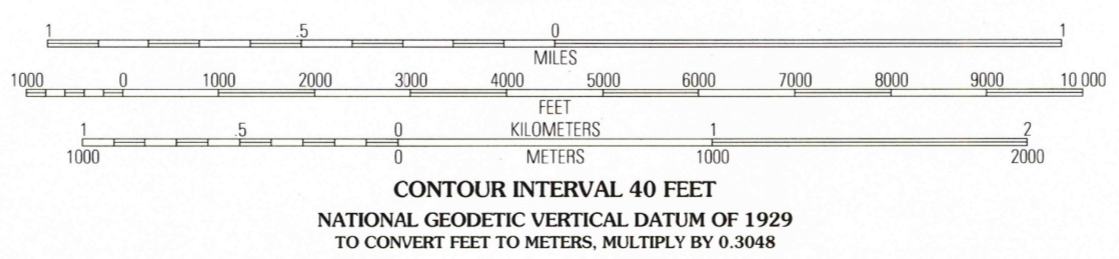 1 .5 0 1
MILES
1000 0 1000 2000 3000 4000 5000 6000 7000 8000 9000 10 000
FEET
1 .5 0 KILOMETERS 1 2
1000 0 METERS 1000 2000
CONTOUR INTERVAL 40 FEET
NATIONAL GEODETIC VERTICAL DATUM OF 1929
TO CONVERT FEET TO METERS, MULTIPLY BY 0.3048